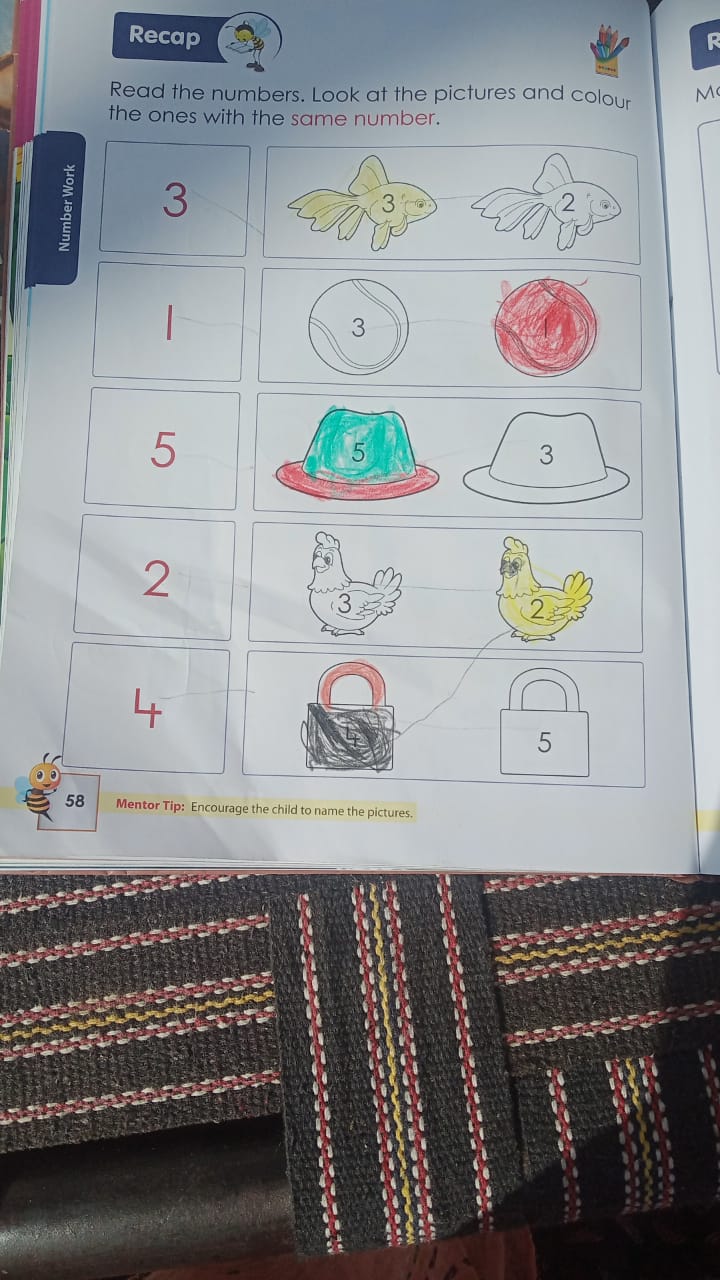 Recap
R
Read the numbers. Look at the pictures and colour
the ones with the same number.
Number Work
3 3 2
1 3 1
5 5 3
2 3 2
4 4 5
58
Mentor Tip: Encourage the child to name the pictures.